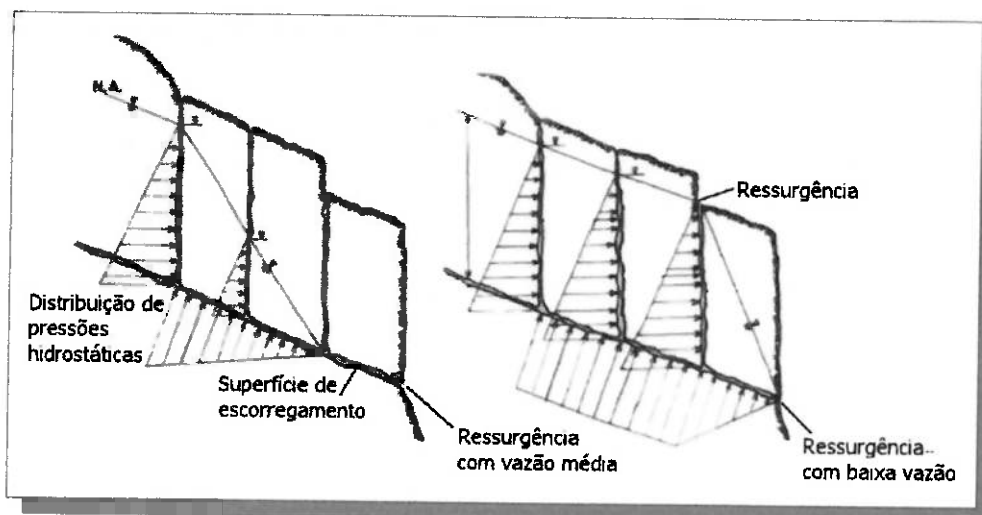 N.A.
Distribuição de
pressões
hidrostáticas
Superfície de
escorregamento
Ressurgência
com vazão média
Ressurgência
Ressurgência
com baixa vazão